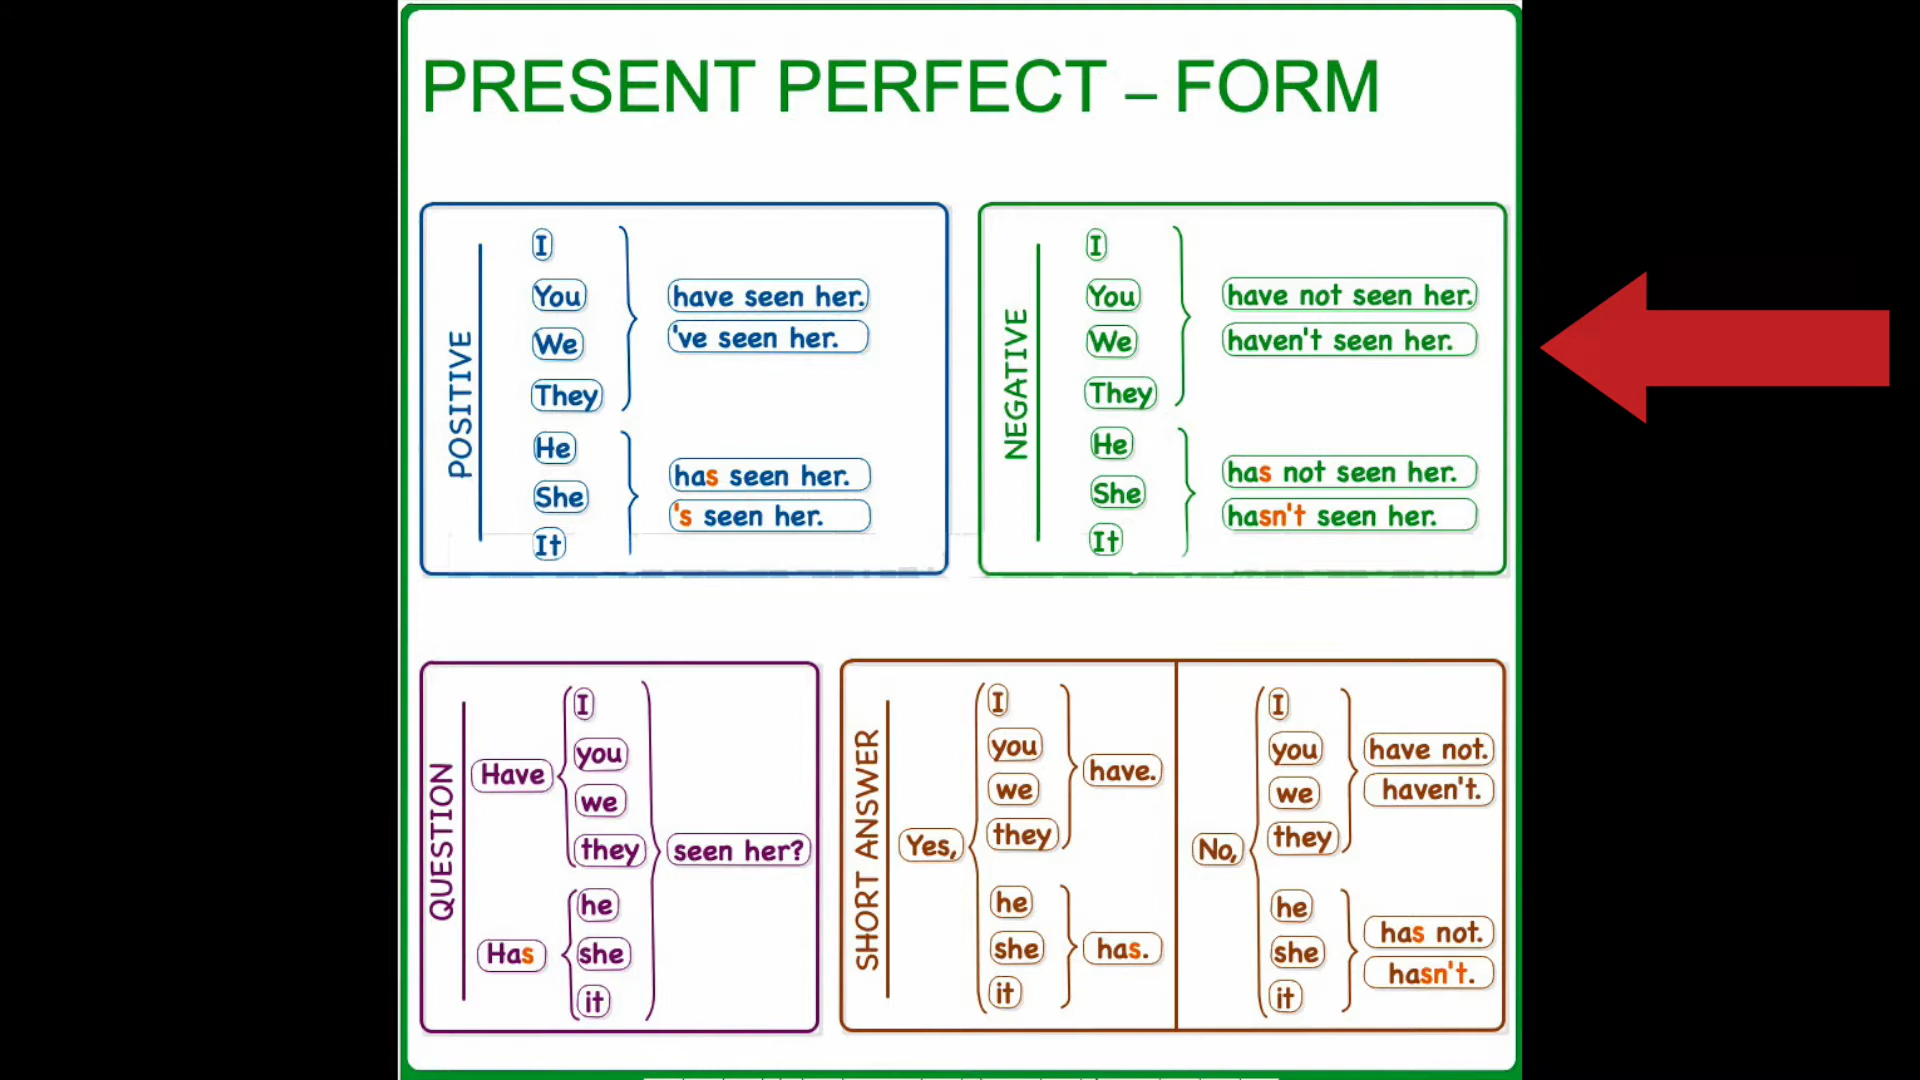 PRESENT PERFECT – FORM
POSITIVE
I
You
We
They
have seen her.
've seen her.
He
She
It
has seen her.
's seen her.
NEGATIVE
I
You
We
They
have not seen her.
haven't seen her.
He
She
It
has not seen her.
hasn't seen her.
QUESTION
Have
I
you
we
they
Has
he
she
it
seen her?
SHORT ANSWER
Yes,
I
you
we
they
have.
he
she
it
has.
No,
I
you
we
they
have not.
haven't.
he
she
it
has not.
hasn't.